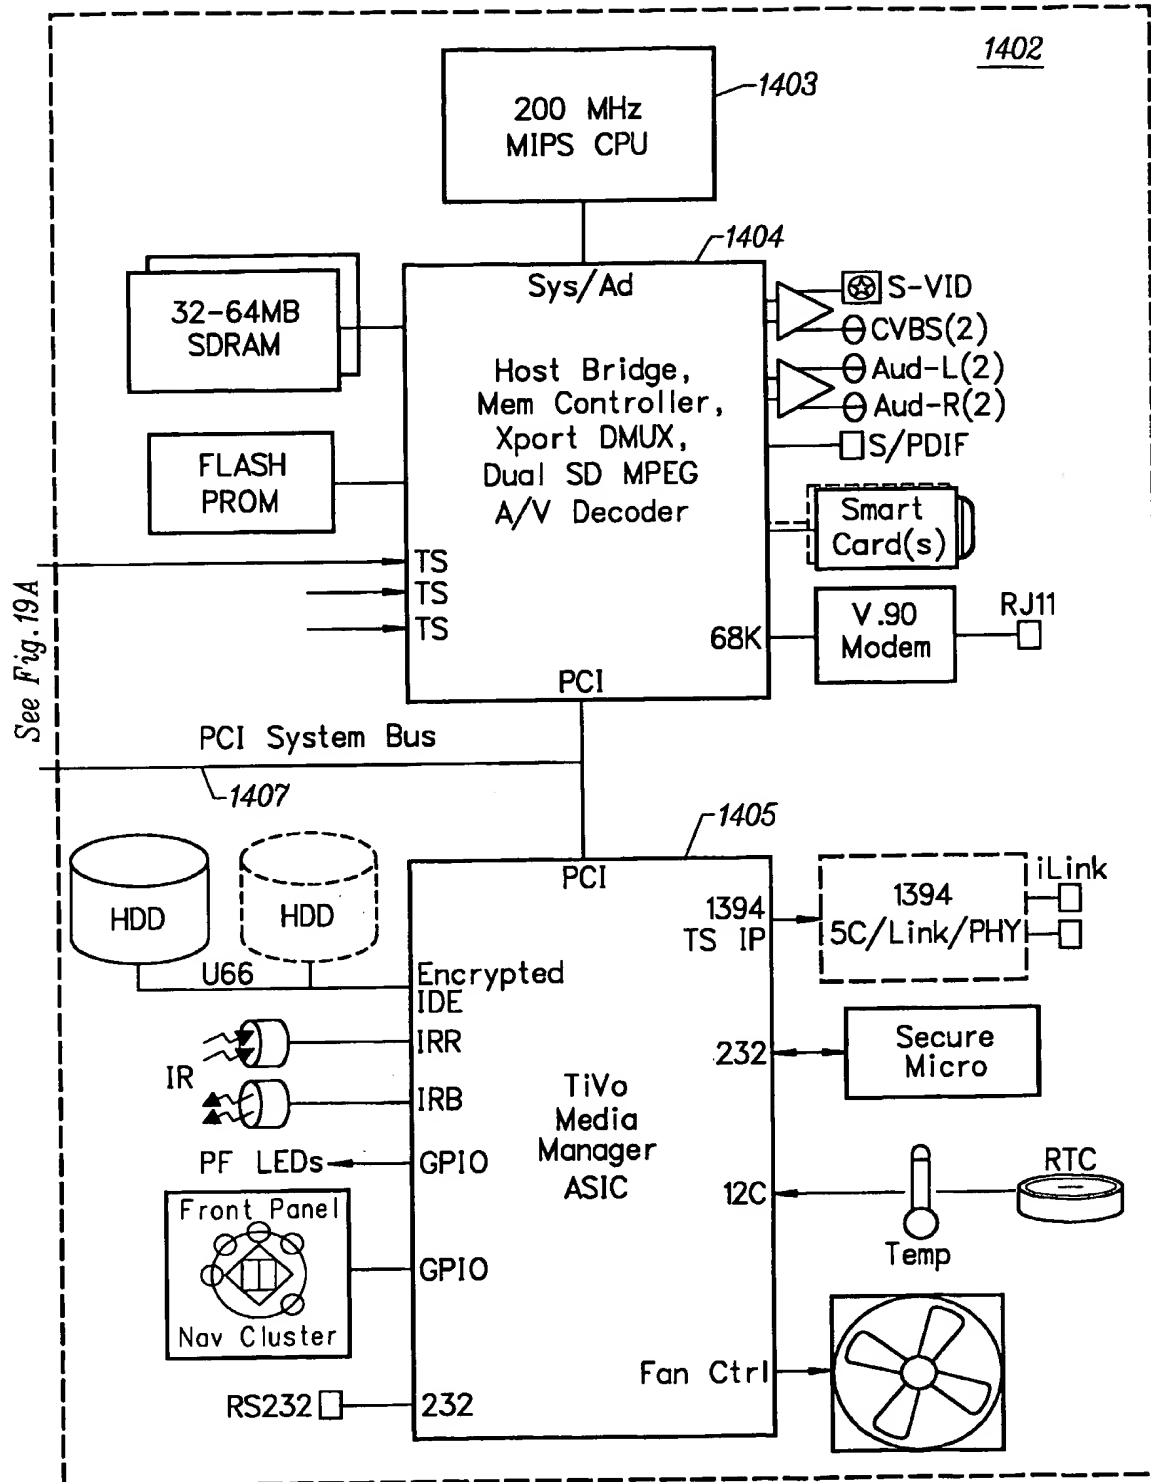 1402
200 MHz
MIPS CPU
1403
1404
Sys/Ad
32-64MB
SDRAM
Host Bridge,
Mem Controller,
Xport DMUX,
Dual SD MPEG
A/V Decoder
S-VID
CVBS(2)
Aud-L(2)
Aud-R(2)
S/PDIF
FLASH
PROM
Smart
Card(s)
TS
TS
TS
68K
V.90
Modem
RJ11
PCI
See Fig.19A
PCI System Bus
1407
1405
HDD
HDD
U66
PCI
1394
TS IP
1394
5C/Link/PHY
iLink
Encrypted
IDE
IR
IRR
IRB
232
Secure
Micro
TiVo
Media
Manager
ASIC
PF LEDs
GPIO
12C
Temp
RTC
Front Panel
Nav Cluster
GPIO
Fan Ctrl
RS232
232